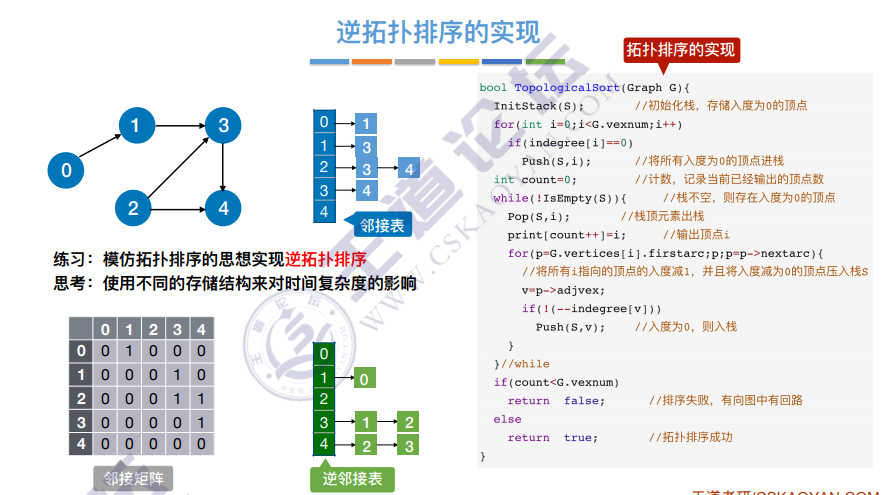 逆拓扑排序的实现
拓扑排序的实现
0
1
2
3
4
0
1
2
3
4
1
3
3 4
4
邻接表
练习：模仿拓扑排序的思想实现逆拓扑排序
思考：使用不同的存储结构来对时间复杂度的影响
0 1 2 3 4
0 0 1 0 0 0
1 0 0 0 1 0
2 0 0 0 1 1
3 0 0 0 0 1
4 0 0 0 0 0
邻接矩阵
0
1 0
2
3 1 2
4 2 3
逆邻接表
bool TopologicalSort(Graph G){
InitStack(S); //初始化栈，存储入度为0的顶点
for(int i=0;i<G.vexnum;i++)
if(indegree[i]==0)
Push(S,i); //将所有入度为0的顶点进栈
int count=0; //计数，记录当前已经输出的顶点数
while(!IsEmpty(S)){ //栈不空，则存在入度为0的顶点
Pop(S,i); //栈顶元素出栈
print[count++]=i; //输出顶点i
for(p=G.vertices[i].firstarc;p;p=p->nextarc){
//将所有i指向的顶点的入度减1，并且将入度减为0的顶点压入栈S
v=p->adjvex;
if(!(--indegree[v]))
Push(S,v); //入度为0，则入栈
}
}//while
if(count<G.vexnum)
return false; //排序失败，有向图中有回路
else
return true; //拓扑排序成功
}
王道论坛
WWW.CSKAOYAN.COM
王道考研/CSKAOYAN.COM